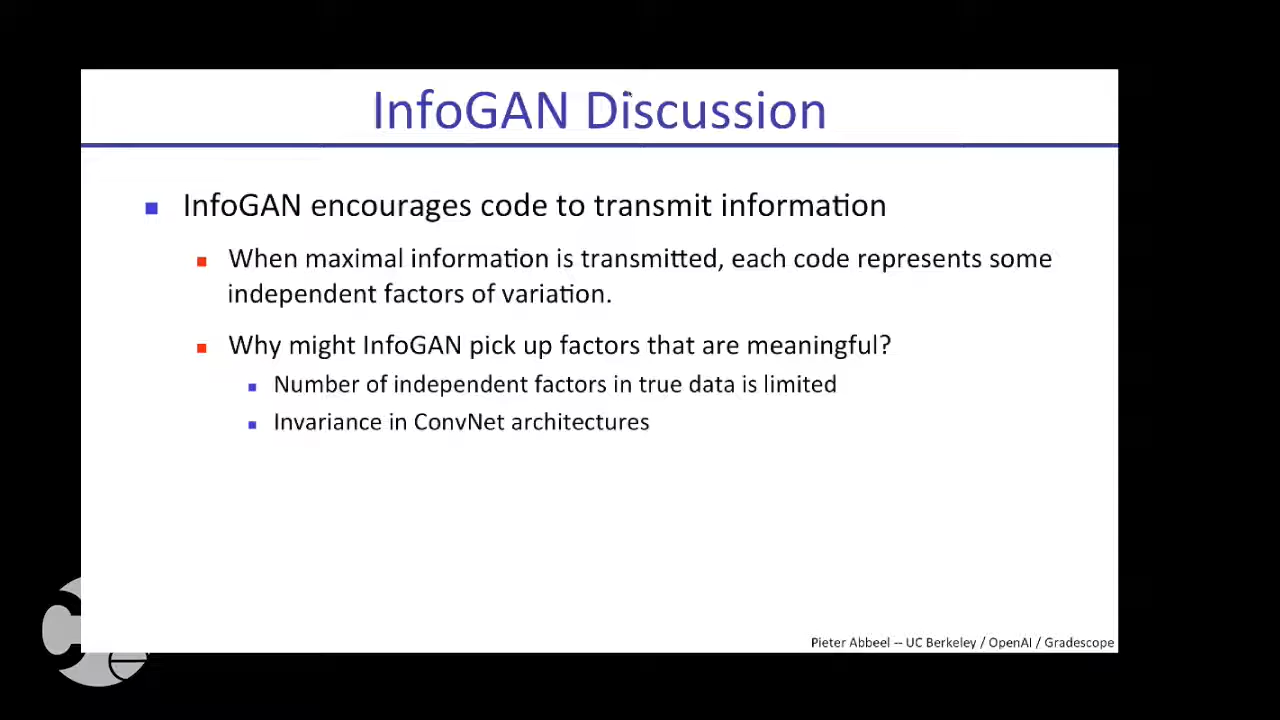 InfoGAN Discussion
InfoGAN encourages code to transmit information
When maximal information is transmitted, each code represents some
independent factors of variation.
Why might InfoGAN pick up factors that are meaningful?
Number of independent factors in true data is limited
Invariance in ConvNet architectures
Pieter Abbeel -- UC Berkeley / OpenAI / Gradescope